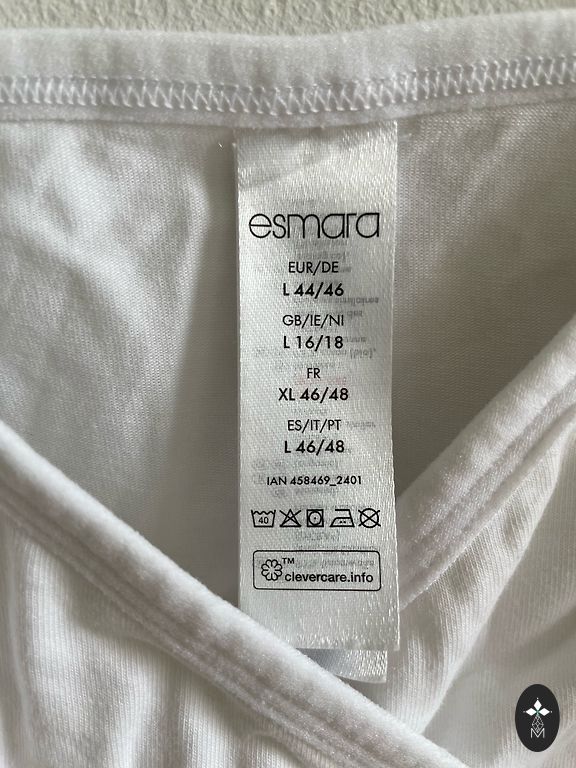 esmara
EUR/DE
L 44/46
GB/IE/NI
L 16/18
FR
XL 46/48
ES/IT/PT
L 46/48
IAN 458469_2401
40
TM
clevercare.info